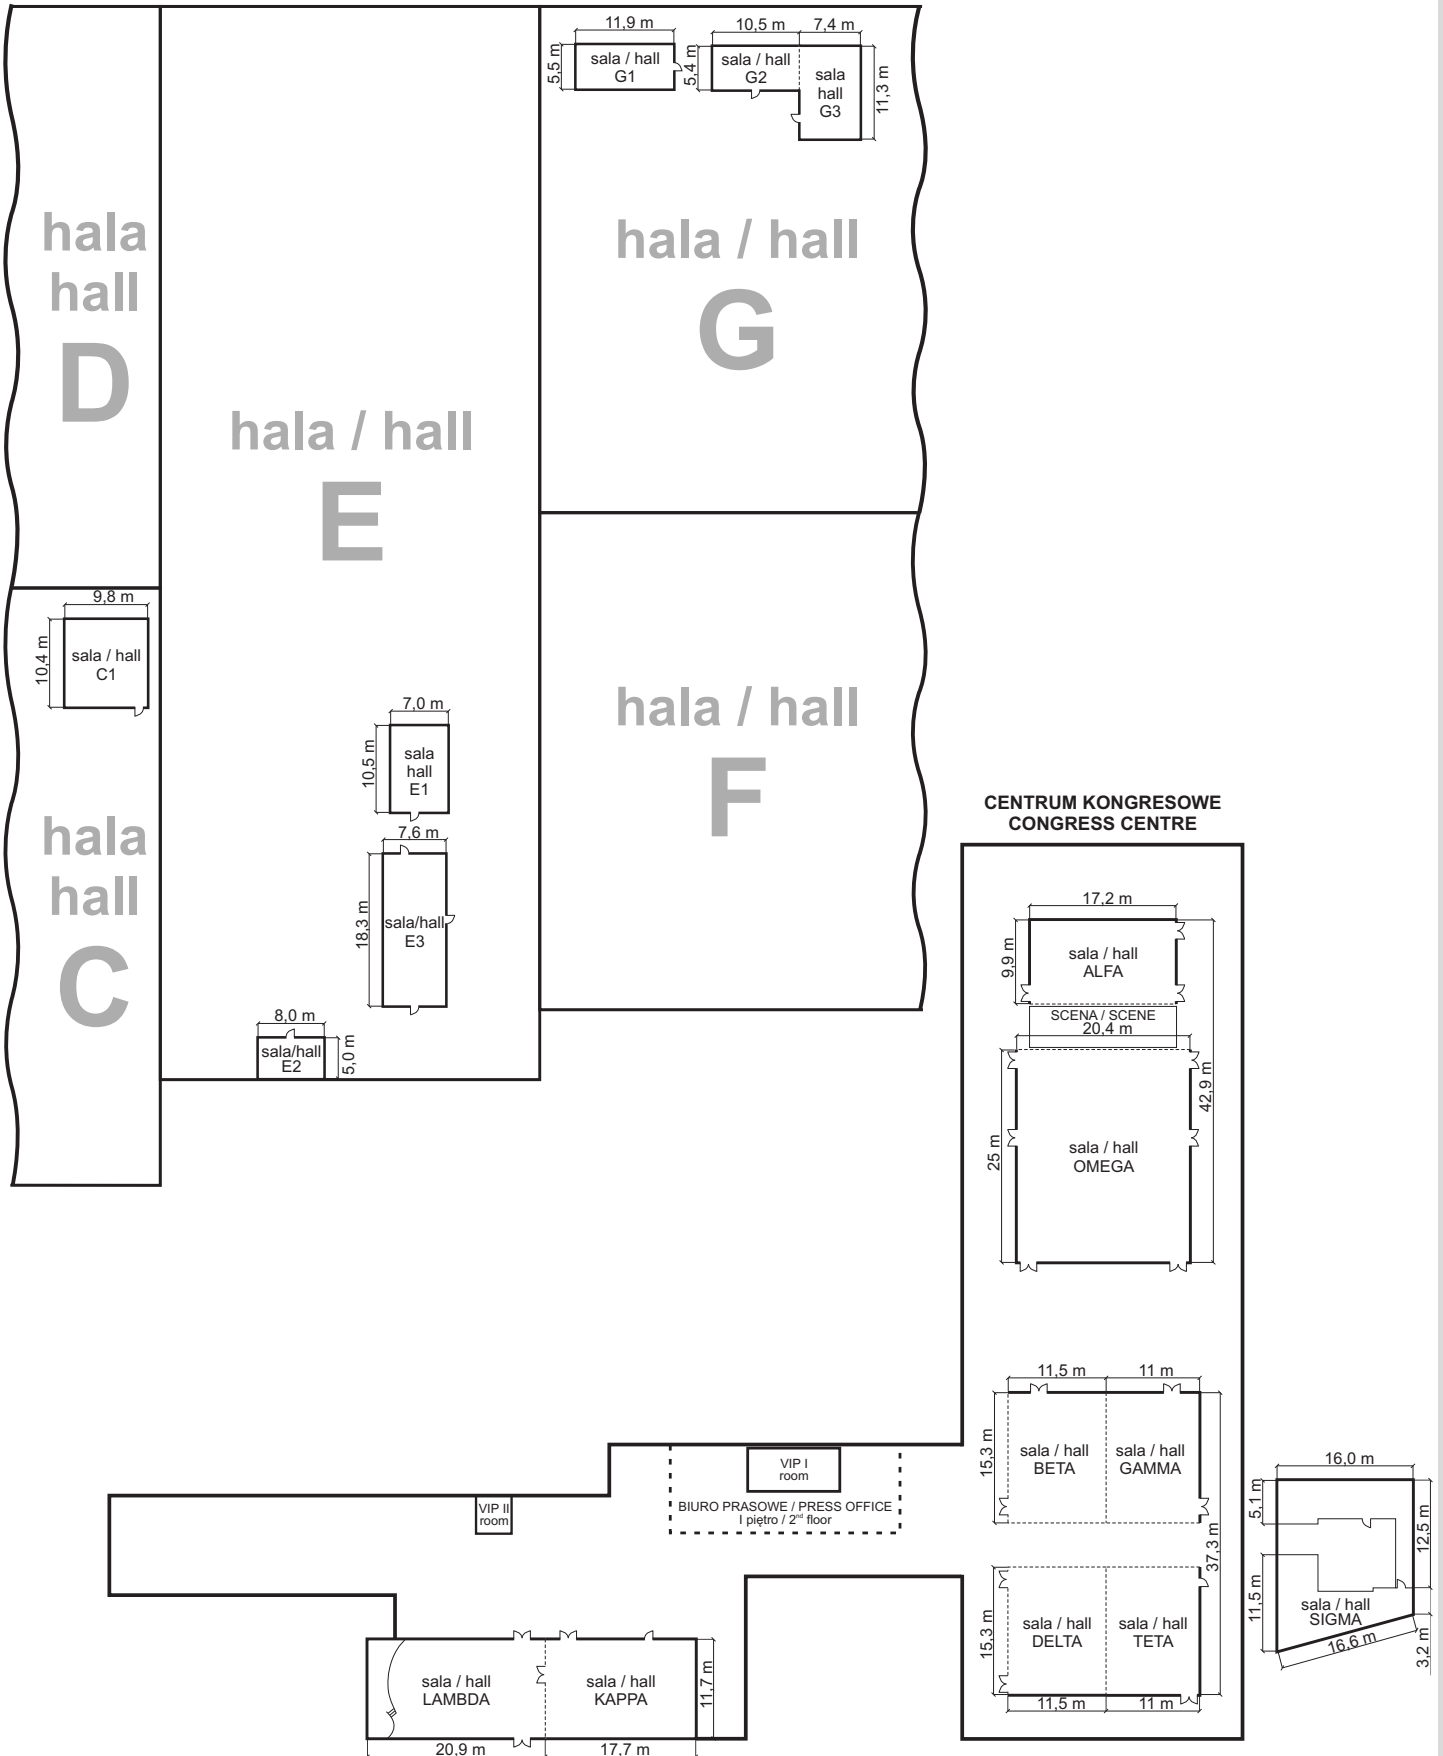 11,9 m
5,5 m
sala / hall
G1
10,5 m
7,4 m
5,4 m
sala / hall
G2
sala
hall
G3
11,3 m
hala
hall
D
hala / hall
E
hala / hall
G
9,8 m
10,4 m
sala / hall
C1
hala
hall
C
7,0 m
10,5 m
sala
hall
E1
7,6 m
18,3 m
sala/hall
E3
8,0 m
sala/hall
E2
5,0 m
hala / hall
F
CENTRUM KONGRESOWE
CONGRESS CENTRE
17,2 m
9,9 m
sala / hall
ALFA
SCENA / SCENE
20,4 m
42,9 m
25 m
sala / hall
OMEGA
11,5 m
11 m
15,3 m
sala / hall
BETA
sala / hall
GAMMA
37,3 m
15,3 m
sala / hall
DELTA
sala / hall
TETA
11,5 m
11 m
16,0 m
5,1 m
12,5 m
11,5 m
sala / hall
SIGMA
16,6 m
3,2 m
VIP I
room
BIURO PRASOWE / PRESS OFFICE
I piętro / 2nd floor
VIP II
room
sala / hall
LAMBDA
sala / hall
KAPPA
11,7 m
20,9 m
17,7 m